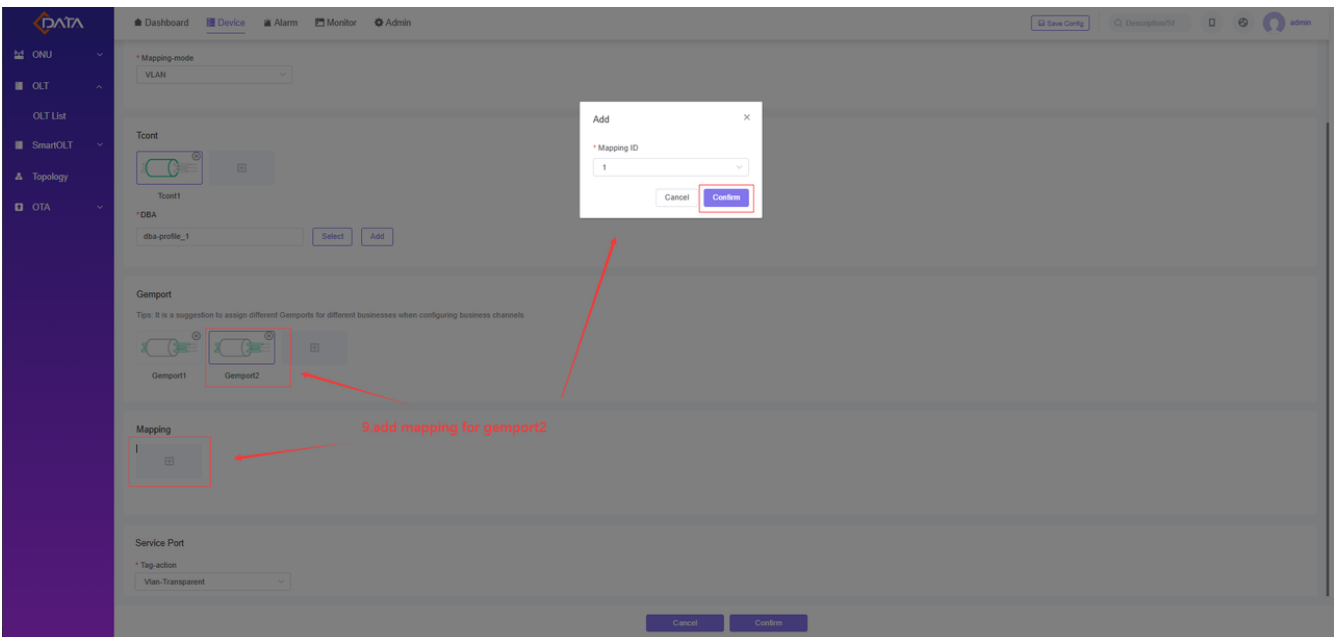 DATA
Dashboard Device Alarm Monitor Admin
Save Config
Description/S
admin
ONU
OLT
OLT List
SmartOLT
Topology
OTA
* Mapping-mode
VLAN
Tcont
Tcont1
*DBA
dba-profile_1 Select Add
Gemport
Tips: It is a suggestion to assign different Gemports for different businesses when configuring business channels
Gemport1 Gemport2
Mapping
9.add mapping for gemport2
Service Port
* Tag-action
Vlan-Transparent
Cancel Confirm
Add
* Mapping ID
1
Cancel Confirm